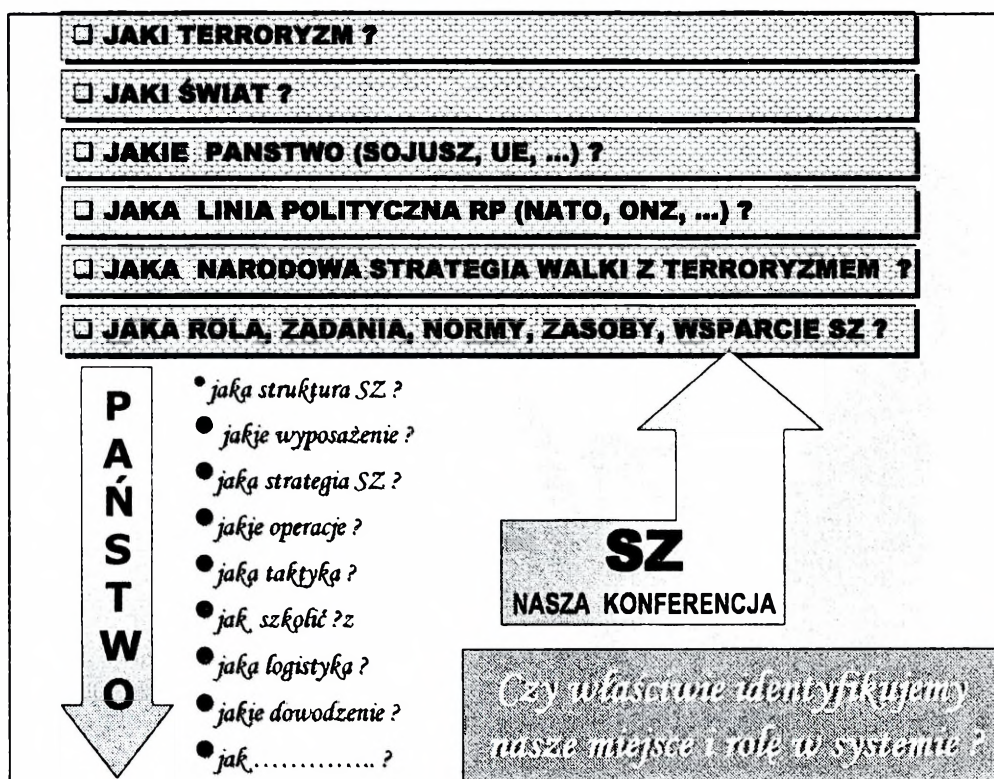 ❑ JAKI TERRORYZM ?
❑ JAKI ŚWIAT ?
❑ JAKIE PANSTWO (SOJUSZ, UE, ...) ?
❑ JAKA LINIA POLITYCZNA RP (NATO, ONZ, ...) ?
❑ JAKA NARODOWA STRATEGIA WALKI Z TERRORYZMEM ?
❑ JAKA ROLA, ZADANIA, NORMY, ZASOBY, WSPARCIE SZ ?
PAŃSTWO
• jaka struktura SZ ?
• jakie wyposażenie ?
• jaka strategia SZ ?
• jakie operacje ?
• jaka taktyka ?
• jak szkolić ?z
• jaka logistyka ?
• jakie dowodzenie ?
• jak .............. ?
SZ
NASZA KONFERENCJA
Czy właściwie identyfikujemy
nasze miejsce i rolę w systemie ?